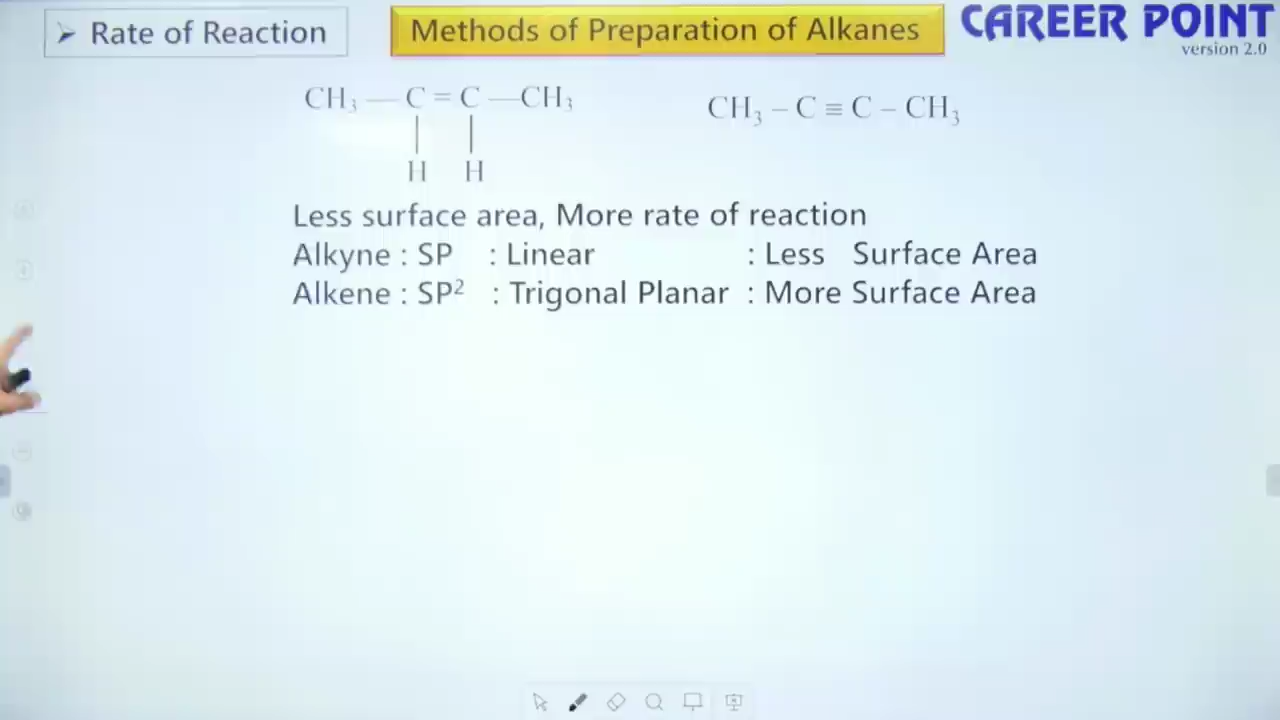 ➢ Rate of Reaction
Methods of Preparation of Alkanes
CAREER POINT
version 2.0
CH₃ — C = C — CH₃
H H
CH₃ – C ≡ C – CH₃
Less surface area, More rate of reaction
Alkyne : SP : Linear : Less Surface Area
Alkene : SP² : Trigonal Planar : More Surface Area